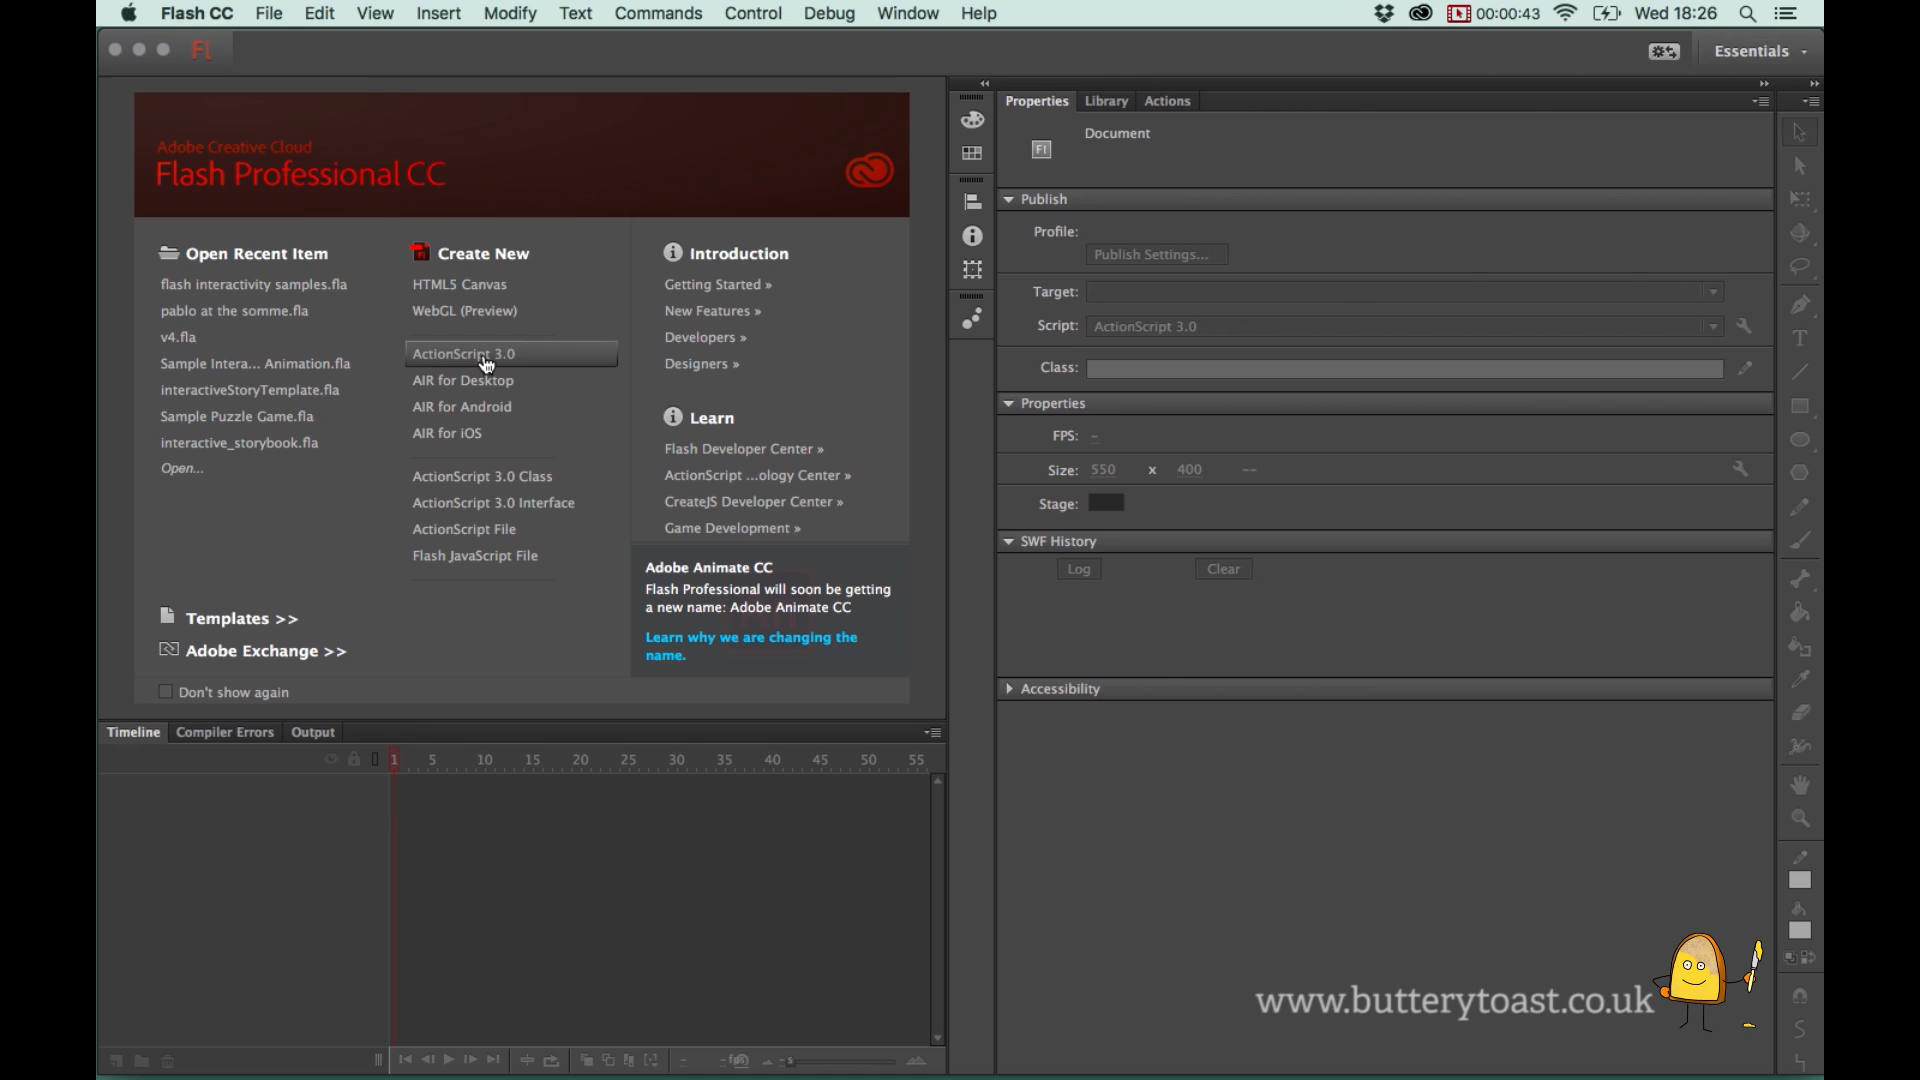 Flash CC File Edit View Insert Modify Text Commands Control Debug Window Help 00:00:43 Wed 18:26
Fl Essentials
Adobe Creative Cloud
Flash Professional CC
Open Recent Item
flash interactivity samples.fla
pablo at the somme.fla
v4.fla
Sample Intera... Animation.fla
interactiveStoryTemplate.fla
Sample Puzzle Game.fla
interactive_storybook.fla
Open...
Templates >>
Adobe Exchange >>
Don't show again
Create New
HTML5 Canvas
WebGL (Preview)
ActionScript 3.0
AIR for Desktop
AIR for Android
AIR for iOS
ActionScript 3.0 Class
ActionScript 3.0 Interface
ActionScript File
Flash JavaScript File
Introduction
Getting Started »
New Features »
Developers »
Designers »
Learn
Flash Developer Center »
ActionScript ...ology Center »
CreateJS Developer Center »
Game Development »
Adobe Animate CC
Flash Professional will soon be getting
a new name: Adobe Animate CC
Learn why we are changing the
name.
Timeline Compiler Errors Output
1 5 10 15 20 25 30 35 40 45 50 55
Properties Library Actions
Document
Fl
Publish
Profile:
Publish Settings...
Target:
Script: ActionScript 3.0
Class:
Properties
FPS: –
Size: 550 x 400 --
Stage:
SWF History
Log Clear
Accessibility
www.butterytoast.co.uk